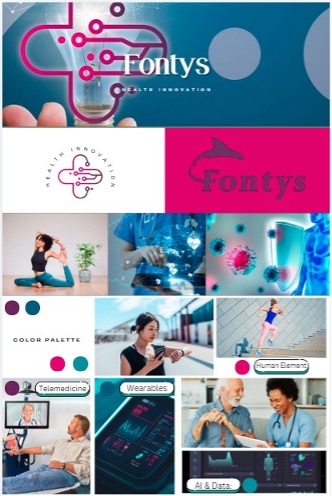 Fontys
HEALTH INNOVATION
HEALTH INNOVATION
Fontys
COLOR PALETTE
Human Element
Telemedicine
Wearables
AI & Data: